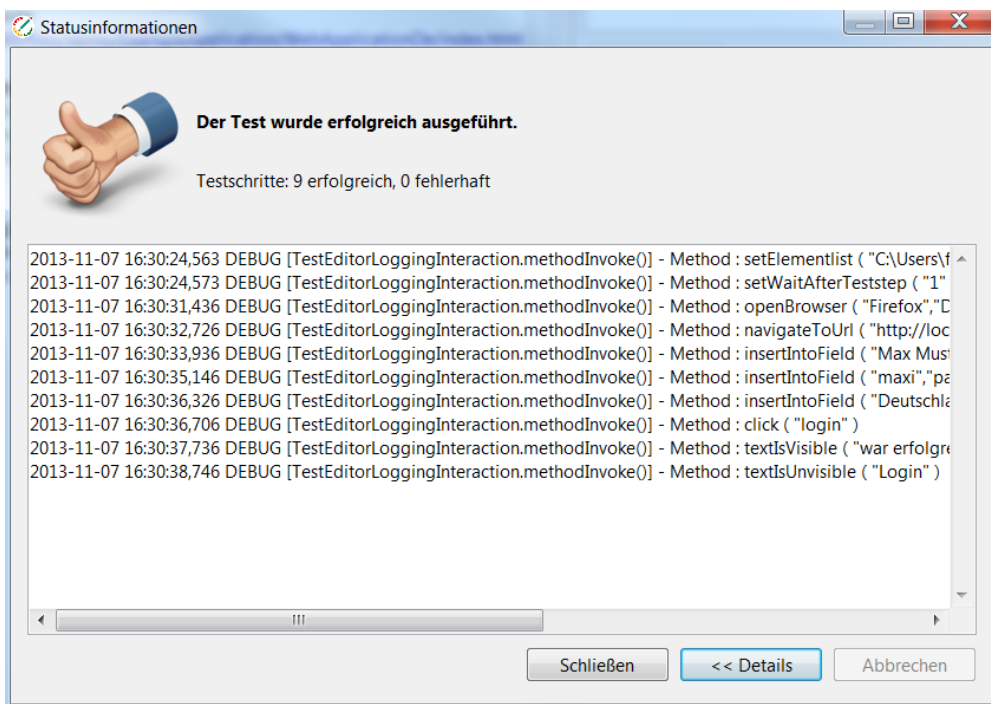 Statusinformationen
Der Test wurde erfolgreich ausgeführt.
Testschritte: 9 erfolgreich, 0 fehlerhaft
2013-11-07 16:30:24,563 DEBUG [TestEditorLoggingInteraction.methodInvoke()] - Method : setElementlist ( "C:\Users\f
2013-11-07 16:30:24,573 DEBUG [TestEditorLoggingInteraction.methodInvoke()] - Method : setWaitAfterTeststep ( "1"
2013-11-07 16:30:31,436 DEBUG [TestEditorLoggingInteraction.methodInvoke()] - Method : openBrowser ( "Firefox","D
2013-11-07 16:30:32,726 DEBUG [TestEditorLoggingInteraction.methodInvoke()] - Method : navigateToUrl ( "http://loc
2013-11-07 16:30:33,936 DEBUG [TestEditorLoggingInteraction.methodInvoke()] - Method : insertIntoField ( "Max Mus
2013-11-07 16:30:35,146 DEBUG [TestEditorLoggingInteraction.methodInvoke()] - Method : insertIntoField ( "maxi","pa
2013-11-07 16:30:36,326 DEBUG [TestEditorLoggingInteraction.methodInvoke()] - Method : insertIntoField ( "Deutschla
2013-11-07 16:30:36,706 DEBUG [TestEditorLoggingInteraction.methodInvoke()] - Method : click ( "login" )
2013-11-07 16:30:37,736 DEBUG [TestEditorLoggingInteraction.methodInvoke()] - Method : textIsVisible ( "war erfolgre
2013-11-07 16:30:38,746 DEBUG [TestEditorLoggingInteraction.methodInvoke()] - Method : textIsUnvisible ( "Login" )
Schließen
<< Details
Abbrechen